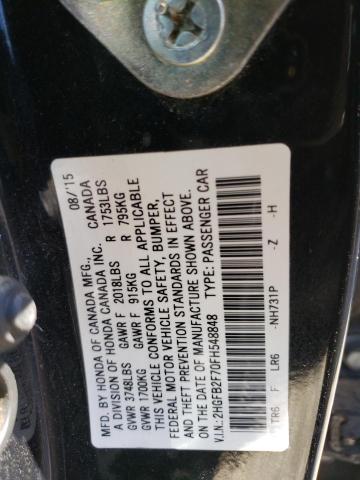 MFD. BY HONDA OF CANADA MFG., 08/'15
A DIVISION OF HONDA CANADA INC. CANADA
GVWR 3748LBS GAWR F 2018LBS R 1753LBS
GVWR 1700KG GAWR F 915KG R 795KG
THIS VEHICLE CONFORMS TO ALL APPLICABLE
FEDERAL MOTOR VEHICLE SAFETY, BUMPER,
AND THEFT PREVENTION STANDARDS IN EFFECT
ON THE DATE OF MANUFACTURE SHOWN ABOVE.
V.I.N.: 2HGFB2F70FH548848 TYPE: PASSENGER CAR
TTR6 F LR6 -NH731P -Z -H